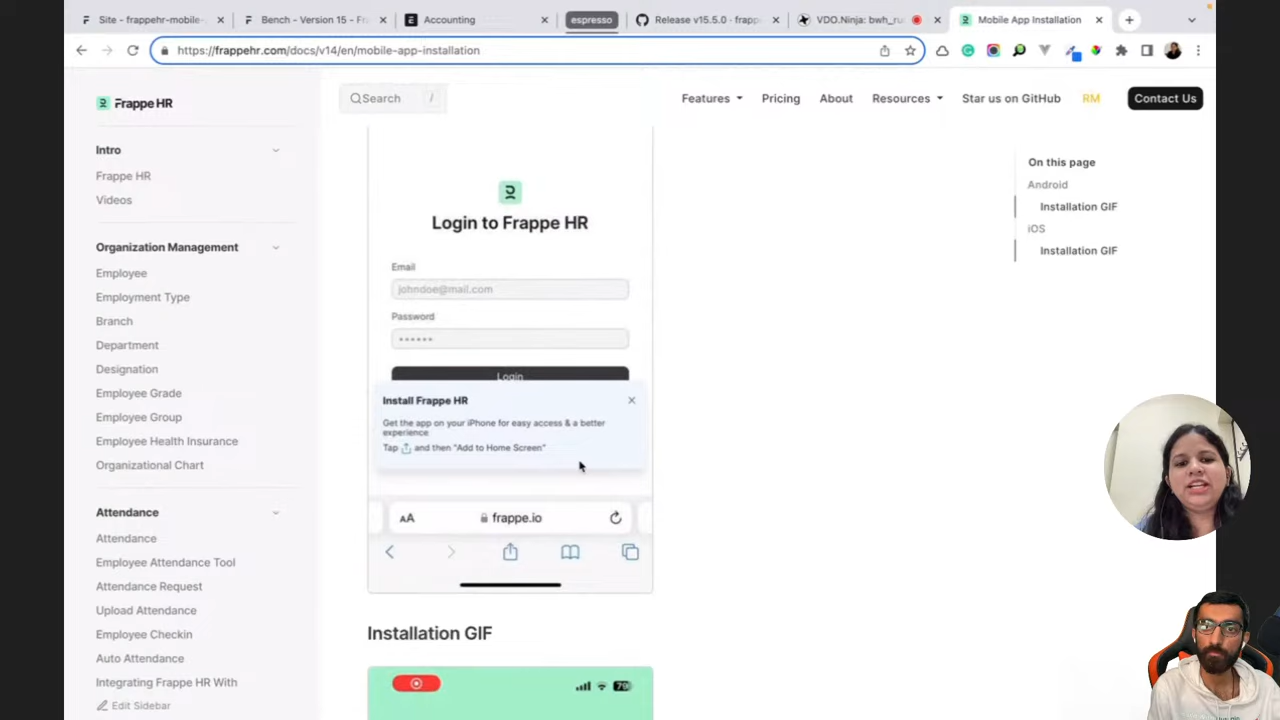 Site - frappehr-mobile-
Bench - Version 15 - Fra
Accounting
espresso
Release v15.5.0 · frapp
VDO.Ninja: bwh_ru
Mobile App Installation
https://frappehr.com/docs/v14/en/mobile-app-installation
Frappe HR
Search /
Features
Pricing
About
Resources
Star us on GitHub
RM
Contact Us
Intro
Frappe HR
Videos
Organization Management
Employee
Employment Type
Branch
Department
Designation
Employee Grade
Employee Group
Employee Health Insurance
Organizational Chart
Attendance
Attendance
Employee Attendance Tool
Attendance Request
Upload Attendance
Employee Checkin
Auto Attendance
Integrating Frappe HR With
Edit Sidebar
Login to Frappe HR
Email
johndoe@mail.com
Password
Login
Install Frappe HR
Get the app on your iPhone for easy access & a better
experience
Tap and then "Add to Home Screen"
AA
frappe.io
Installation GIF
79
On this page
Android
Installation GIF
iOS
Installation GIF